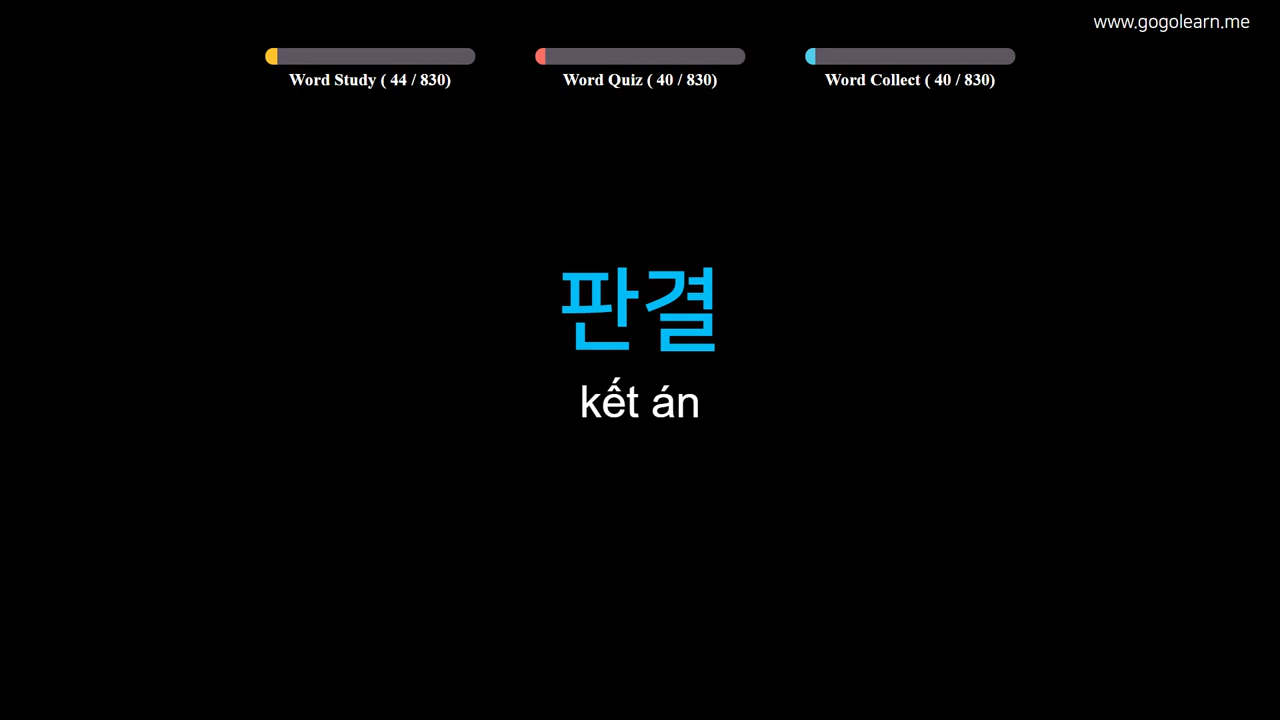 www.gogolearn.me
Word Study ( 44 / 830)
Word Quiz ( 40 / 830)
Word Collect ( 40 / 830)
판결
kết án